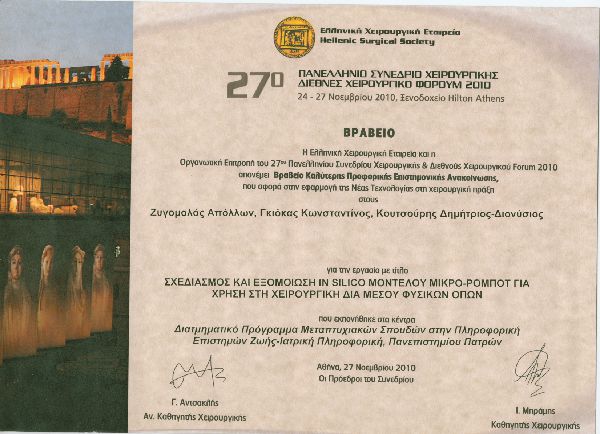 Ελληνική Χειρουργική Εταιρεία
Hellenic Surgical Society
27ο ΠΑΝΕΛΛΗΝΙΟ ΣΥΝΕΔΡΙΟ ΧΕΙΡΟΥΡΓΙΚΗΣ
ΔΙΕΘΝΕΣ ΧΕΙΡΟΥΡΓΙΚΟ ΦΟΡΟΥΜ 2010
24 - 27 Νοεμβρίου 2010, Ξενοδοχείο Hilton Athens
ΒΡΑΒΕΙΟ
Η Ελληνική Χειρουργική Εταιρεία και η
Οργανωτική Επιτροπή του 27ου Πανελληνίου Συνεδρίου Χειρουργικής & Διεθνούς Χειρουργικού Forum 2010
απονέμει Βραβείο Καλύτερης Προφορικής Επιστημονικής Ανακοίνωσης,
που αφορά στην εφαρμογή της Νέας Τεχνολογίας στη χειρουργική πράξη
στους
Ζυγομαλάς Απόλλων, Γκιόκας Κωνσταντίνος, Κουτσούρης Δημήτριος-Διονύσιος
για την εργασία με τίτλο
ΣΧΕΔΙΑΣΜΟΣ ΚΑΙ ΕΞΟΜΟΙΩΣΗ IN SILICO ΜΟΝΤΕΛΟΥ ΜΙΚΡΟ-ΡΟΜΠΟΤ ΓΙΑ
ΧΡΗΣΗ ΣΤΗ ΧΕΙΡΟΥΡΓΙΚΗ ΔΙΑ ΜΕΣΟΥ ΦΥΣΙΚΩΝ ΟΠΩΝ
που εκπονήθηκε στα κέντρα
Διατμηματικό Πρόγραμμα Μεταπτυχιακών Σπουδών στην Πληροφορική
Επιστημών Ζωής-Ιατρική Πληροφορική, Πανεπιστημίου Πατρών
Αθήνα, 27 Νοεμβρίου 2010
Οι Πρόεδροι του Συνεδρίου
Γ. Αντσακλής
Αν. Καθηγητής Χειρουργικής
Ι. Μπράμης
Καθηγητής Χειρουργικής